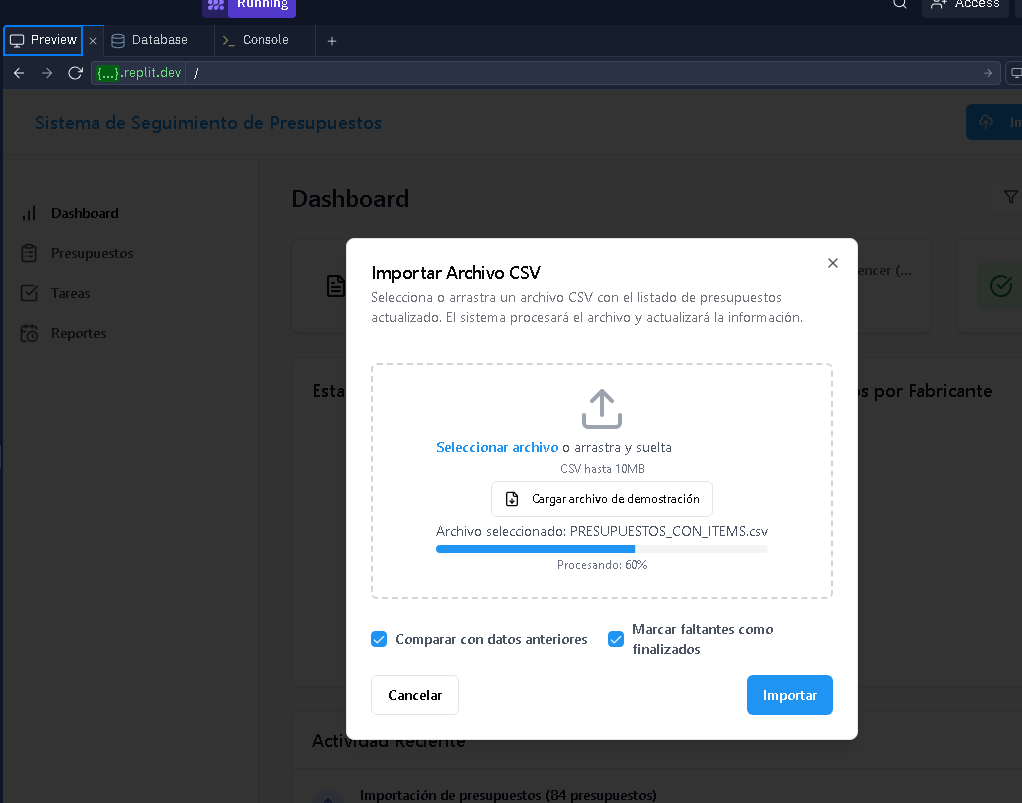 Running
Access
Preview
Database
Console
{...}.replit.dev /
Sistema de Seguimiento de Presupuestos
Dashboard
Presupuestos
Tareas
Reportes
Dashboard
encer (...
Importar Archivo CSV
Selecciona o arrastra un archivo CSV con el listado de presupuestos
actualizado. El sistema procesará el archivo y actualizará la información.
Esta
s por Fabricante
Seleccionar archivo o arrastra y suelta
CSV hasta 10MB
Cargar archivo de demostración
Archivo seleccionado: PRESUPUESTOS_CON_ITEMS.csv
Procesando: 60%
Comparar con datos anteriores
Marcar faltantes como
finalizados
Cancelar
Importar
Actividad Reciente
Importación de presupuestos (84 presupuestos)